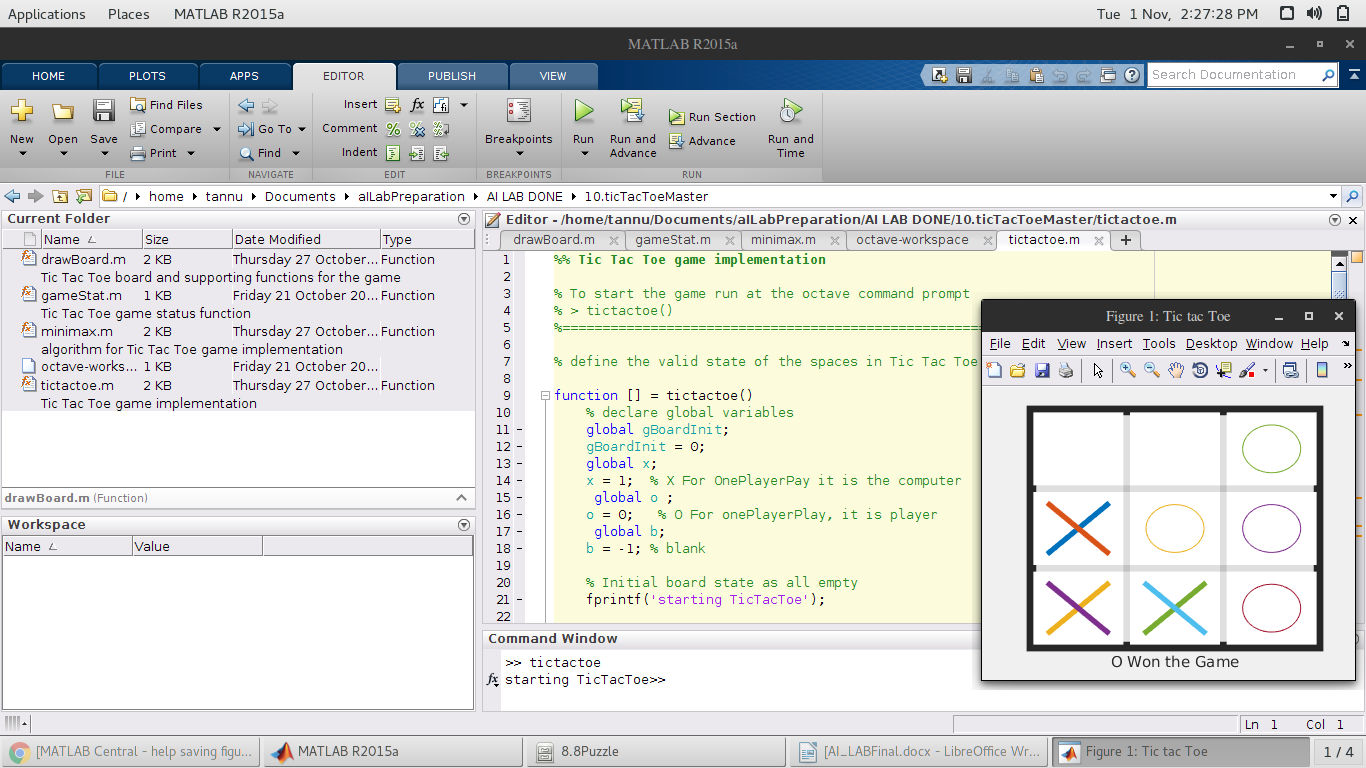 Applications Places MATLAB R2015a Tue 1 Nov, 2:27:28 PM
MATLAB R2015a
HOME PLOTS APPS EDITOR PUBLISH VIEW Search Documentation
New Open Save Find Files Compare Print
Go To Find
Insert Comment Indent
Breakpoints
Run Run and Advance Run Section Advance Run and Time
FILE NAVIGATE EDIT BREAKPOINTS RUN
/ home tannu Documents aILabPreparation AI LAB DONE 10.ticTacToeMaster
Current Folder
Name Size Date Modified Type
drawBoard.m 2 KB Thursday 27 October... Function
Tic Tac Toe board and supporting functions for the game
gameStat.m 1 KB Friday 21 October 20... Function
Tic Tac Toe game status function
minimax.m 2 KB Thursday 27 October... Function
algorithm for Tic Tac Toe game implementation
octave-works... 1 KB Friday 21 October 20...
tictactoe.m 2 KB Thursday 27 October... Function
Tic Tac Toe game implementation
drawBoard.m (Function)
Workspace
Name Value
Editor - /home/tannu/Documents/aILabPreparation/AI LAB DONE/10.ticTacToeMaster/tictactoe.m
drawBoard.m gameStat.m minimax.m octave-workspace tictactoe.m
1 %% Tic Tac Toe game implementation
2
3 % To start the game run at the octave command prompt
4 % > tictactoe()
5 %=====================================================
6
7 % define the valid state of the spaces in Tic Tac Toe
8
9 function [] = tictactoe()
10 % declare global variables
11 - global gBoardInit;
12 - gBoardInit = 0;
13 - global x;
14 - x = 1; % X For OnePlayerPay it is the computer
15 - global o ;
16 - o = 0; % O For onePlayerPlay, it is player
17 - global b;
18 - b = -1; % blank
19
20 % Initial board state as all empty
21 - fprintf('starting TicTacToe');
22
Command Window
>> tictactoe
fx starting TicTacToe>>
Figure 1: Tic tac Toe
File Edit View Insert Tools Desktop Window Help
O Won the Game
Ln 1 Col 1
[MATLAB Central - help saving figu... MATLAB R2015a 8.8Puzzle [AI_LABFinal.docx - LibreOffice Wr... Figure 1: Tic tac Toe 1 / 4